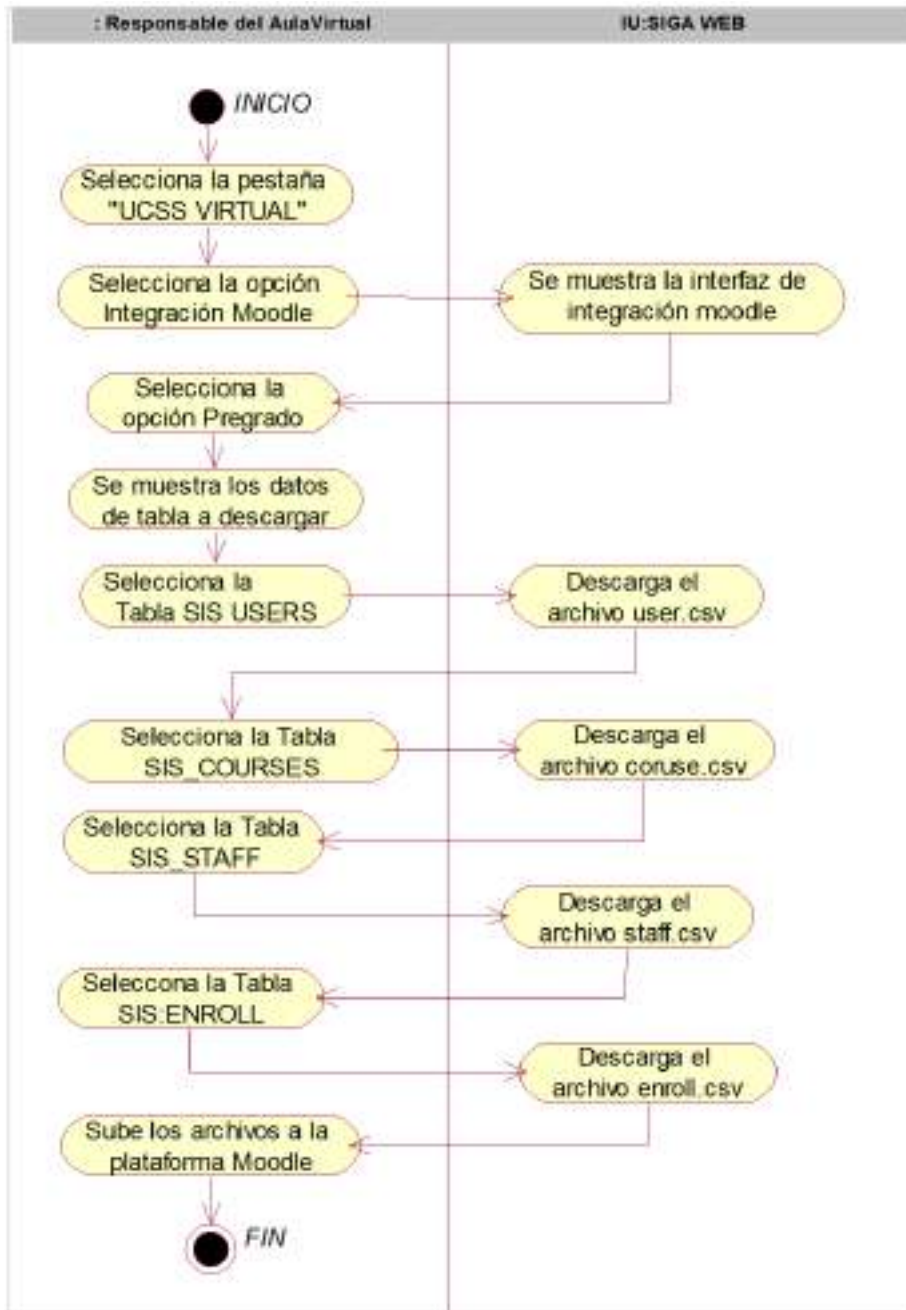 : Responsable del AulaVirtual
IU:SIGA WEB
INICIO
Selecciona la pestaña
"UCSS VIRTUAL"
Selecciona la opción
Integración Moodle
Se muestra la interfaz de
integración moodle
Selecciona la
opción Pregrado
Se muestra los datos
de tabla a descargar
Selecciona la
Tabla SIS USERS
Descarga el
archivo user.csv
Selecciona la Tabla
SIS_COURSES
Descarga el
archivo coruse.csv
Selecciona la Tabla
SIS_STAFF
Descarga el
archivo staff.csv
Seleccona la Tabla
SIS:ENROLL
Descarga el
archivo enroll.csv
Sube los archivos a la
plataforma Moodle
FIN